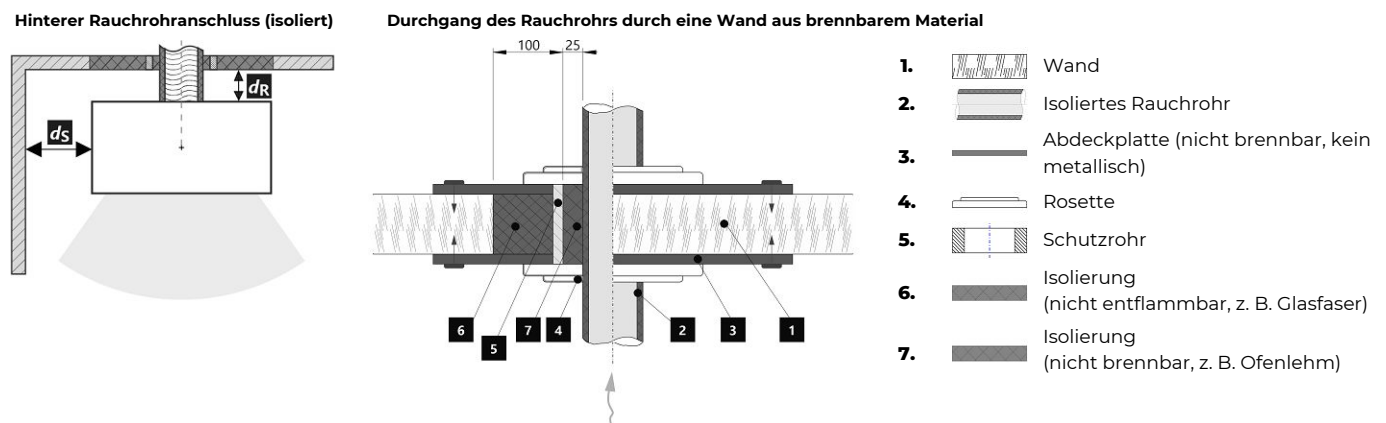 Hinterer Rauchrohranschluss (isoliert)
dR
dS
Durchgang des Rauchrohrs durch eine Wand aus brennbarem Material
100
25
6
5
7
4
2
3
1
1. Wand
2. Isoliertes Rauchrohr
3. Abdeckplatte (nicht brennbar, kein
metallisch)
4. Rosette
5. Schutzrohr
6. Isolierung
(nicht entflammbar, z. B. Glasfaser)
7. Isolierung
(nicht brennbar, z. B. Ofenlehm)